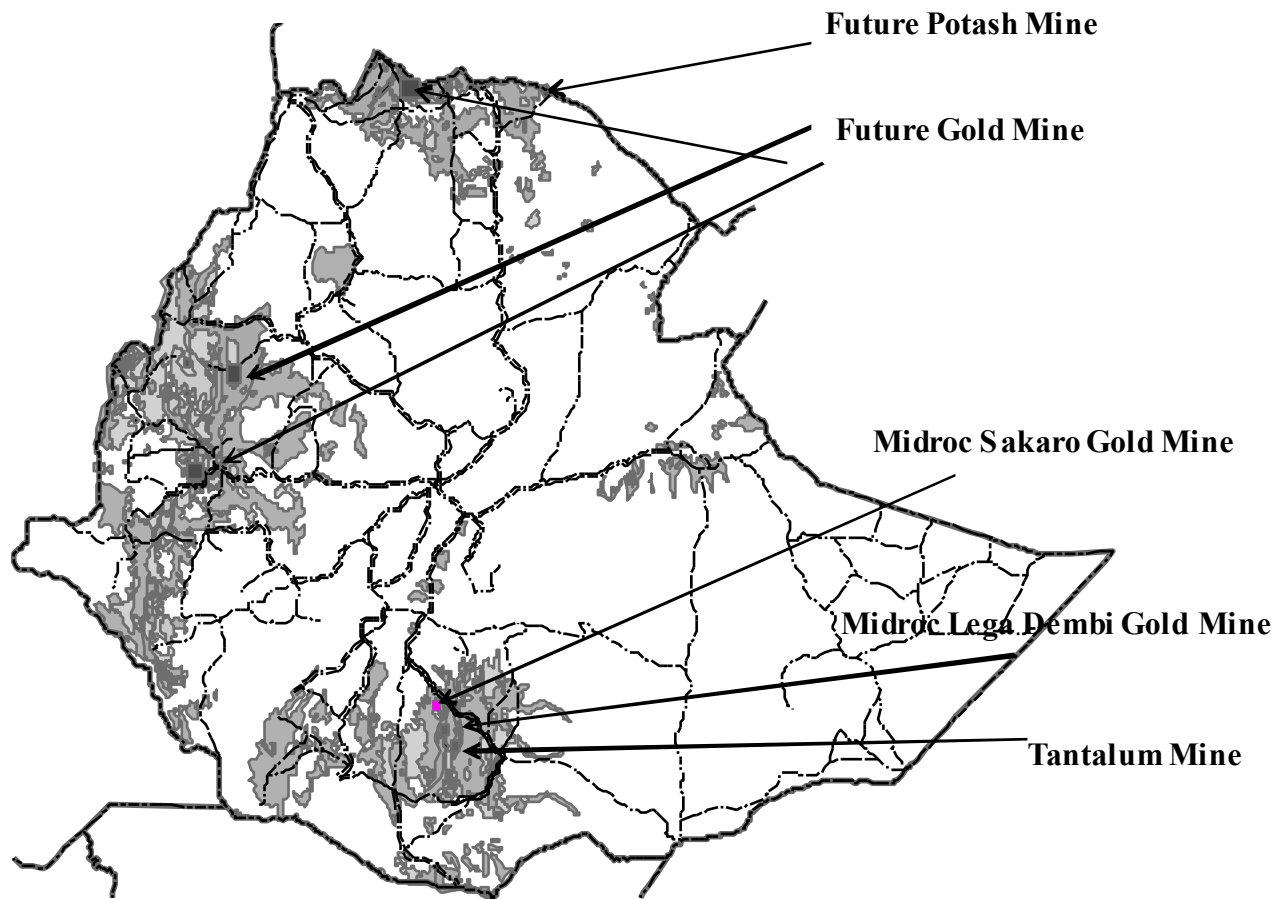 Future Potash Mine
Future Gold Mine
Midroc Sakaro Gold Mine
Midroc Lega Dembi Gold Mine
Tantalum Mine